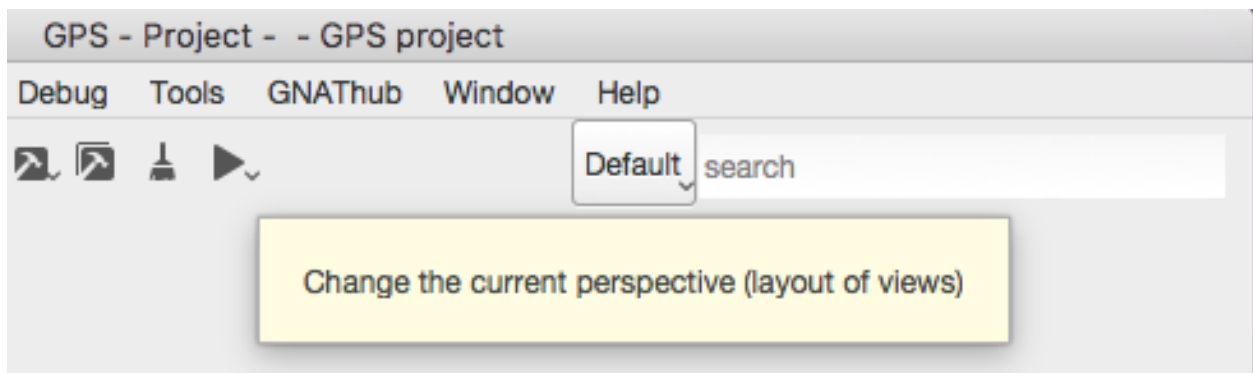 GPS - Project -  - GPS project
Debug Tools GNAThub Window Help
Default search
Change the current perspective (layout of views)